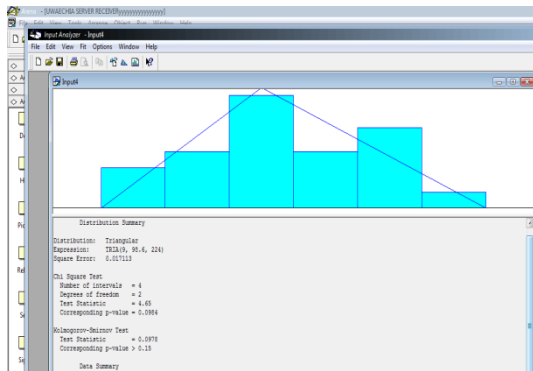 - [UWAECHIA SERVER RECEIVERyyyyyyyyyyyyyyy]
File Edit View Tools Arrange Object Run Window Help
Input Analyzer - Input4
File Edit View Fit Options Window Help
Input4
Distribution Summary
Distribution: Triangular
Expression: TRIA(9, 98.6, 224)
Square Error: 0.017113
Chi Square Test
Number of intervals = 4
Degrees of freedom = 2
Test Statistic = 4.65
Corresponding p-value = 0.0984
Kolmogorov-Smirnov Test
Test Statistic = 0.0978
Corresponding p-value > 0.15
Data Summary